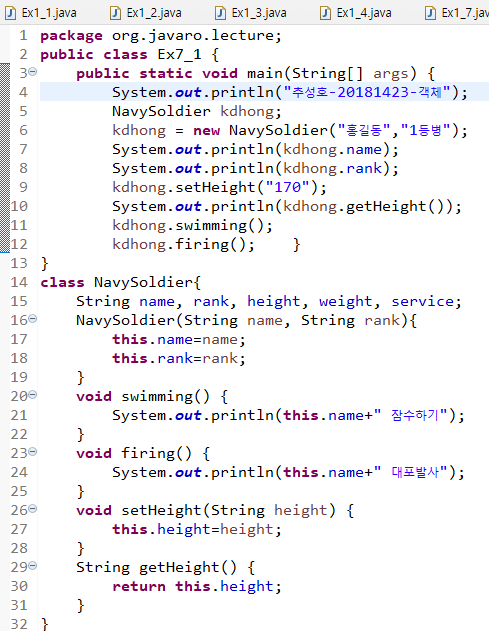 Ex1_1.java Ex1_2.java Ex1_3.java Ex1_4.java Ex1_7.java
1 package org.javaro.lecture;
2 public class Ex7_1 {
3 public static void main(String[] args) {
4 System.out.println("추성호-20181423-객체");
5 NavySoldier kdhong;
6 kdhong = new NavySoldier("홍길동","1등병");
7 System.out.println(kdhong.name);
8 System.out.println(kdhong.rank);
9 kdhong.setHeight("170");
10 System.out.println(kdhong.getHeight());
11 kdhong.swimming();
12 kdhong.firing(); }
13 }
14 class NavySoldier{
15 String name, rank, height, weight, service;
16 NavySoldier(String name, String rank){
17 this.name=name;
18 this.rank=rank;
19 }
20 void swimming() {
21 System.out.println(this.name+" 잠수하기");
22 }
23 void firing() {
24 System.out.println(this.name+" 대포발사");
25 }
26 void setHeight(String height) {
27 this.height=height;
28 }
29 String getHeight() {
30 return this.height;
31 }
32 }